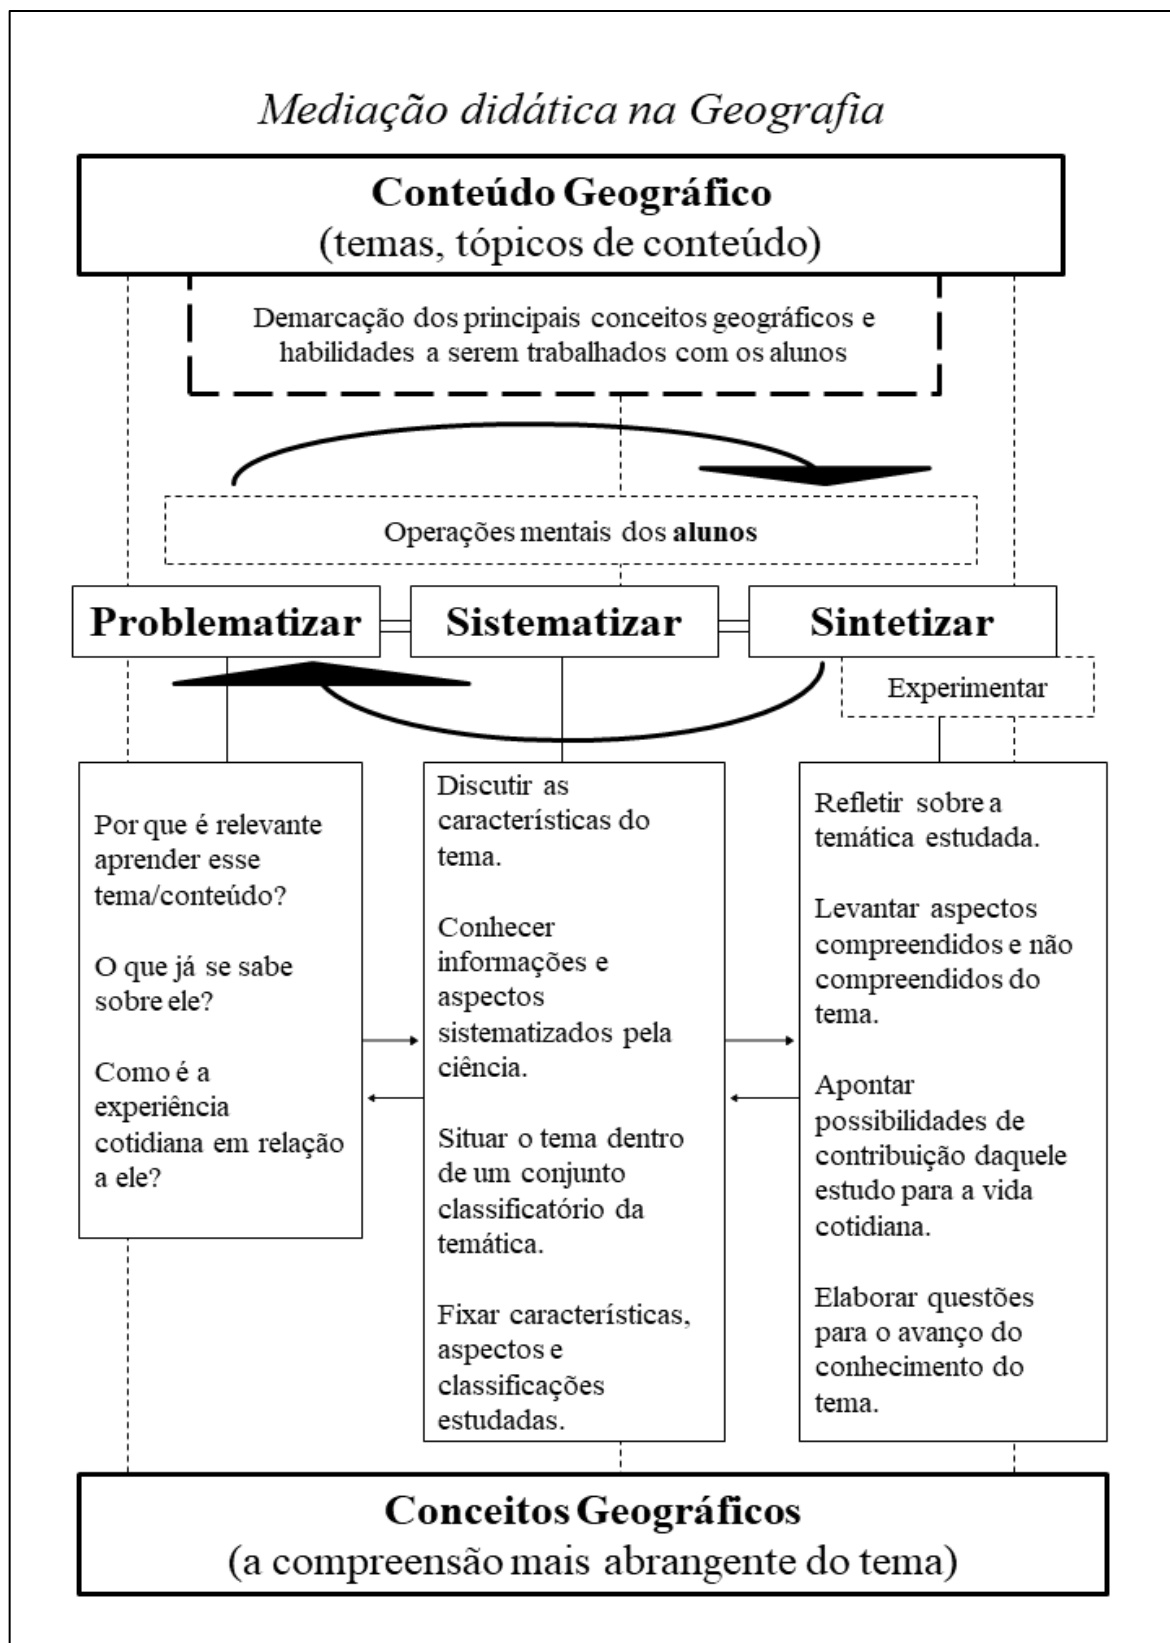 Mediação didática na Geografia
Conteúdo Geográfico
(temas, tópicos de conteúdo)
Demarcação dos principais conceitos geográficos e
habilidades a serem trabalhados com os alunos
Operações mentais dos alunos
Problematizar
Sistematizar
Sintetizar
Experimentar
Por que é relevante
aprender esse
tema/conteúdo?
O que já se sabe
sobre ele?
Como é a
experiência
cotidiana em relação
a ele?
Discutir as
características do
tema.
Conhecer
informações e
aspectos
sistematizados pela
ciência.
Situar o tema dentro
de um conjunto
classificatório da
temática.
Fixar características,
aspectos e
classificações
estudadas.
Refletir sobre a
temática estudada.
Levantar aspectos
compreendidos e não
compreendidos do
tema.
Apontar
possibilidades de
contribuição daquele
estudo para a vida
cotidiana.
Elaborar questões
para o avanço do
conhecimento do
tema.
Conceitos Geográficos
(a compreensão mais abrangente do tema)